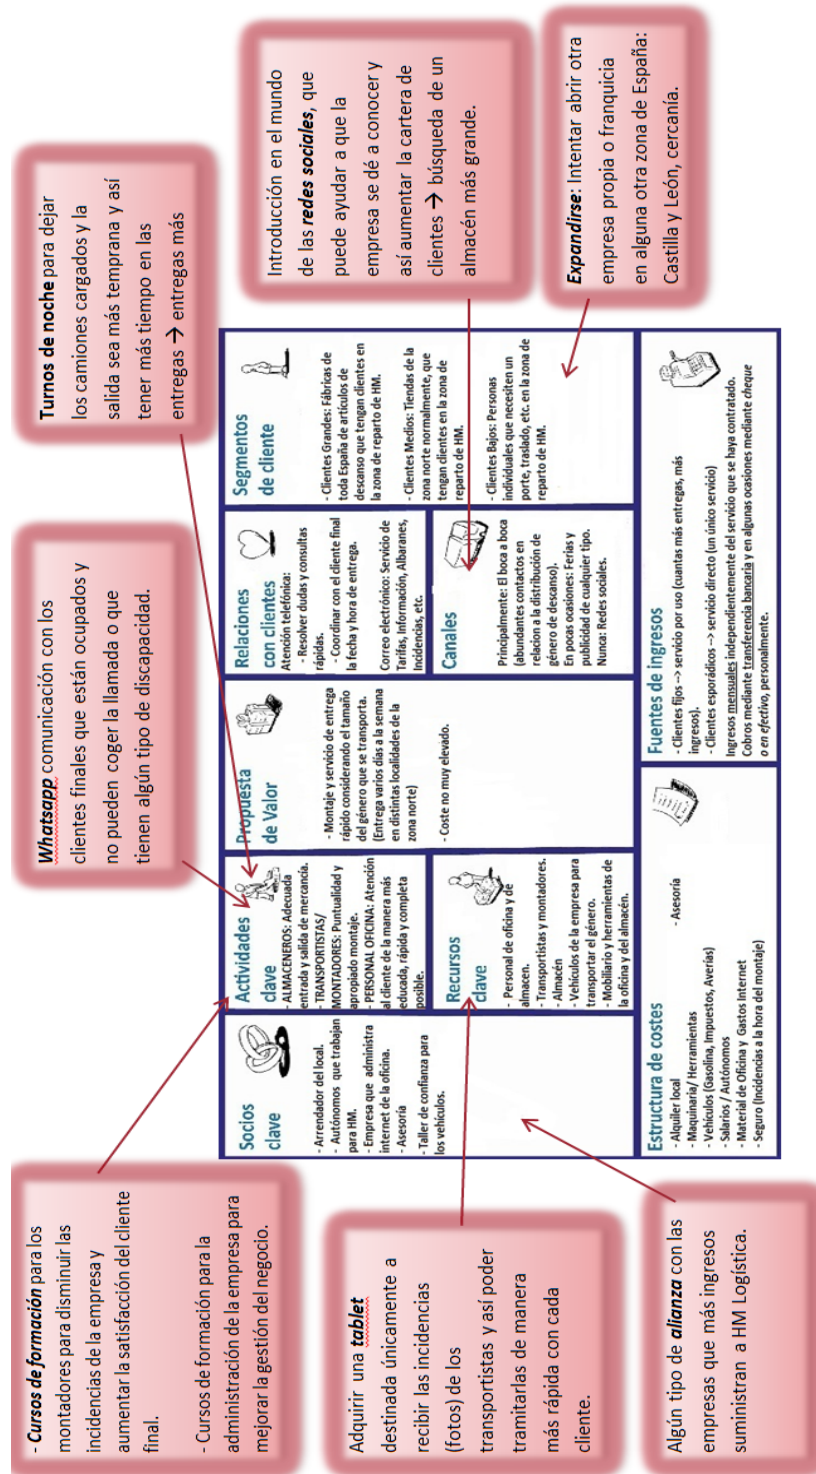 - Cursos de formación para los
montadores para disminuir las
incidencias de la empresa y
aumentar la satisfacción del cliente
final.
- Cursos de formación para la
administración de la empresa para
mejorar la gestión del negocio.
Whatsapp comunicación con los
clientes finales que están ocupados y
no pueden coger la llamada o que
tienen algún tipo de discapacidad.
Turnos de noche para dejar
los camiones cargados y la
salida sea más temprana y así
tener más tiempo en las
entregas → entregas más
Introducción en el mundo
de las redes sociales, que
puede ayudar a que la
empresa se dé a conocer y
así aumentar la cartera de
clientes → búsqueda de un
almacén más grande.
Expandirse: Intentar abrir otra
empresa propia o franquicia
en alguna otra zona de España:
Castilla y León, cercanía.
Adquirir una tablet
destinada únicamente a
recibir las incidencias
(fotos) de los
transportistas y así poder
tramitarlas de manera
más rápida con cada
cliente.
Algún tipo de alianza con las
empresas que más ingresos
suministran a HM Logística.
Socios
clave
- Arrendador del local.
- Autónomos que trabajan
para HM.
- Empresa que administra
internet de la oficina.
- Asesoría
- Taller de confianza para
los vehículos.
Actividades
clave
- ALMACENEROS: Adecuada
entrada y salida de mercancía.
- TRANSPORTISTAS/
MONTADORES: Puntualidad y
apropiado montaje.
- PERSONAL OFICINA: Atención
al cliente de la manera más
educada, rápida y completa
posible.
Recursos
clave
- Personal de oficina y de
almacen.
- Transportistas y montadores.
- Almacén
- Vehículos de la empresa para
transportar el género.
- Mobiliario y herramientas de
la oficina y del almacén.
Propuesta
de Valor
- Montaje y servicio de entrega
rápido considerando el tamaño
del género que se transporta.
(Entrega varios días a la semana
en distintas localidades de la
zona norte)
- Coste no muy elevado.
Relaciones
con clientes
Atención telefónica:
- Resolver dudas y consultas
rápidas.
- Coordinar con el cliente final
la fecha y hora de entrega.
Correo electrónico: Servicio de
Tarifas, Información, Albaranes,
Incidencias, etc.
Canales
Principalmente: El boca a boca
(abundantes contactos en
relacion a la distribución de
género de descanso).
En pocas ocasiones: Ferias y
publicidad de cualquier tipo.
Nunca: Redes sociales.
Segmentos
de cliente
- Clientes Grandes: Fábricas de
toda España de artículos de
descanso que tengan clientes en
la zona de reparto de HM.
- Clientes Medios: Tiendas de la
zona norte normalmente, que
tengan clientes en la zona de
reparto de HM.
- Clientes Bajos: Personas
individuales que necesiten un
porte, traslado, etc. en la zona de
reparto de HM.
Estructura de costes
- Alquiler local
- Maquinaria/ Herramientas
- Vehículos (Gasolina, Impuestos, Averías)
- Salarios / Autónomos
- Material de Oficina y Gastos Internet
- Seguro (Incidencias a la hora del montaje)
- Asesoría
Fuentes de ingresos
- Clientes fijos --> servicio por uso (cuantas más entregas, más
ingresos).
- Clientes esporádicos --> servicio directo (un único servicio)
Ingresos mensuales independientemente del servicio que se haya contratado.
Cobros mediante transferencia bancaria y en algunas ocasiones mediante cheque
o en efectivo, personalmente.